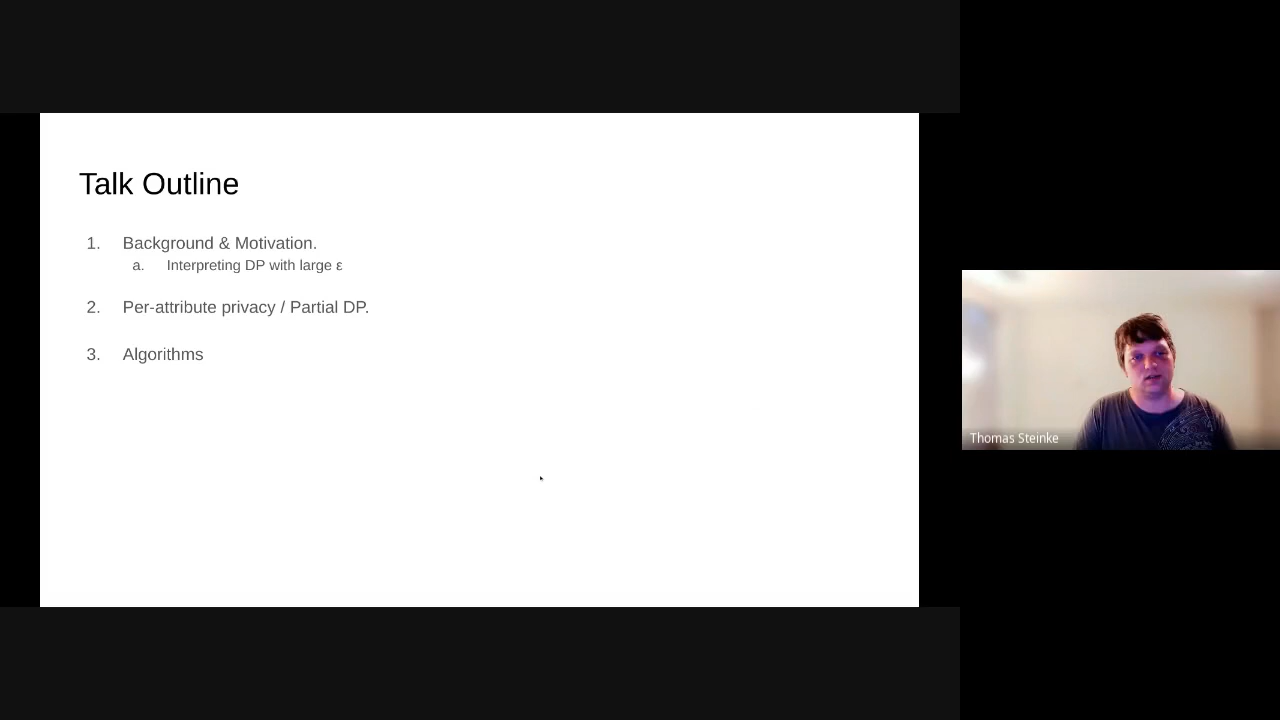 Talk Outline
1. Background & Motivation.
a. Interpreting DP with large ε
2. Per-attribute privacy / Partial DP.
3. Algorithms
Thomas Steinke